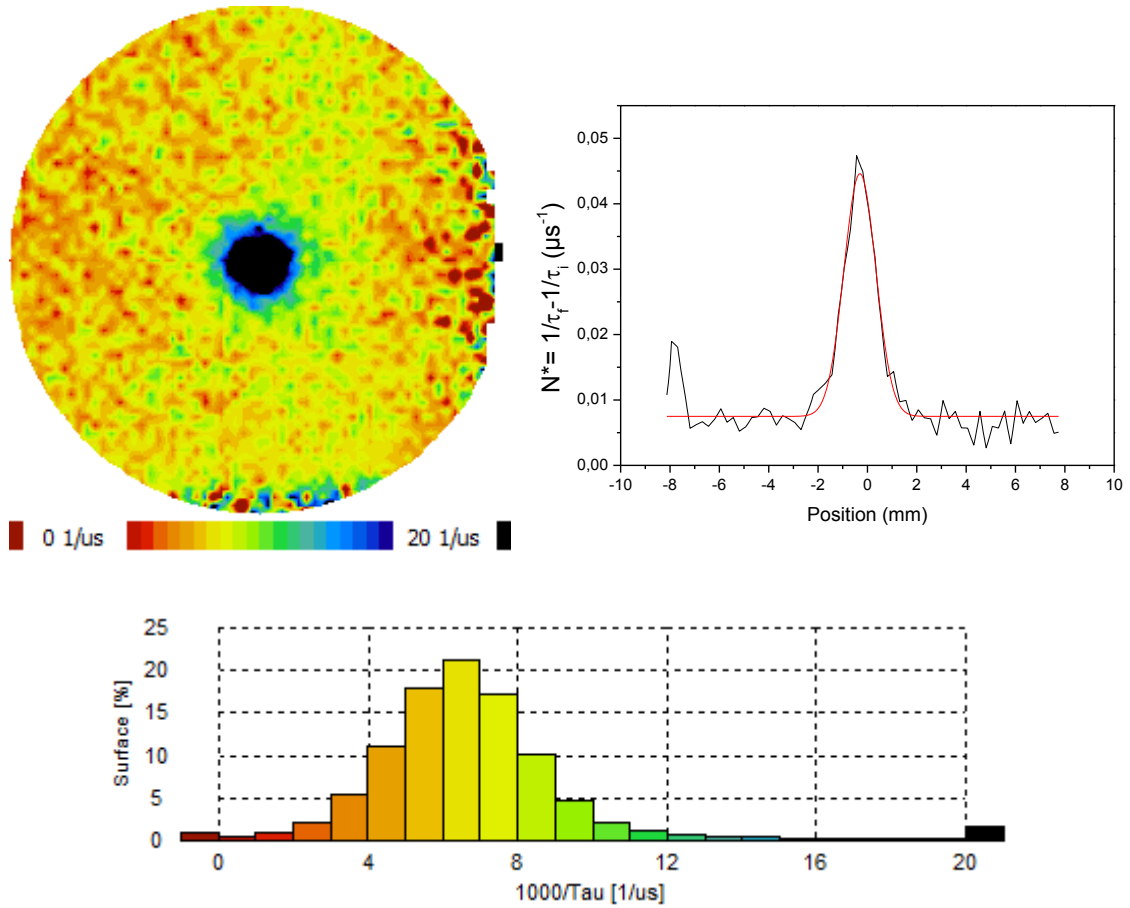 0 1/us 20 1/us
0,05
0,04
0,03
0,02
0,01
0,00
N*= 1/τf-1/τi (µs-1)
-10 -8 -6 -4 -2 0 2 4 6 8 10
Position (mm)
25
20
15
10
5
0
Surface [%]
0 4 8 12 16 20
1000/Tau [1/us]